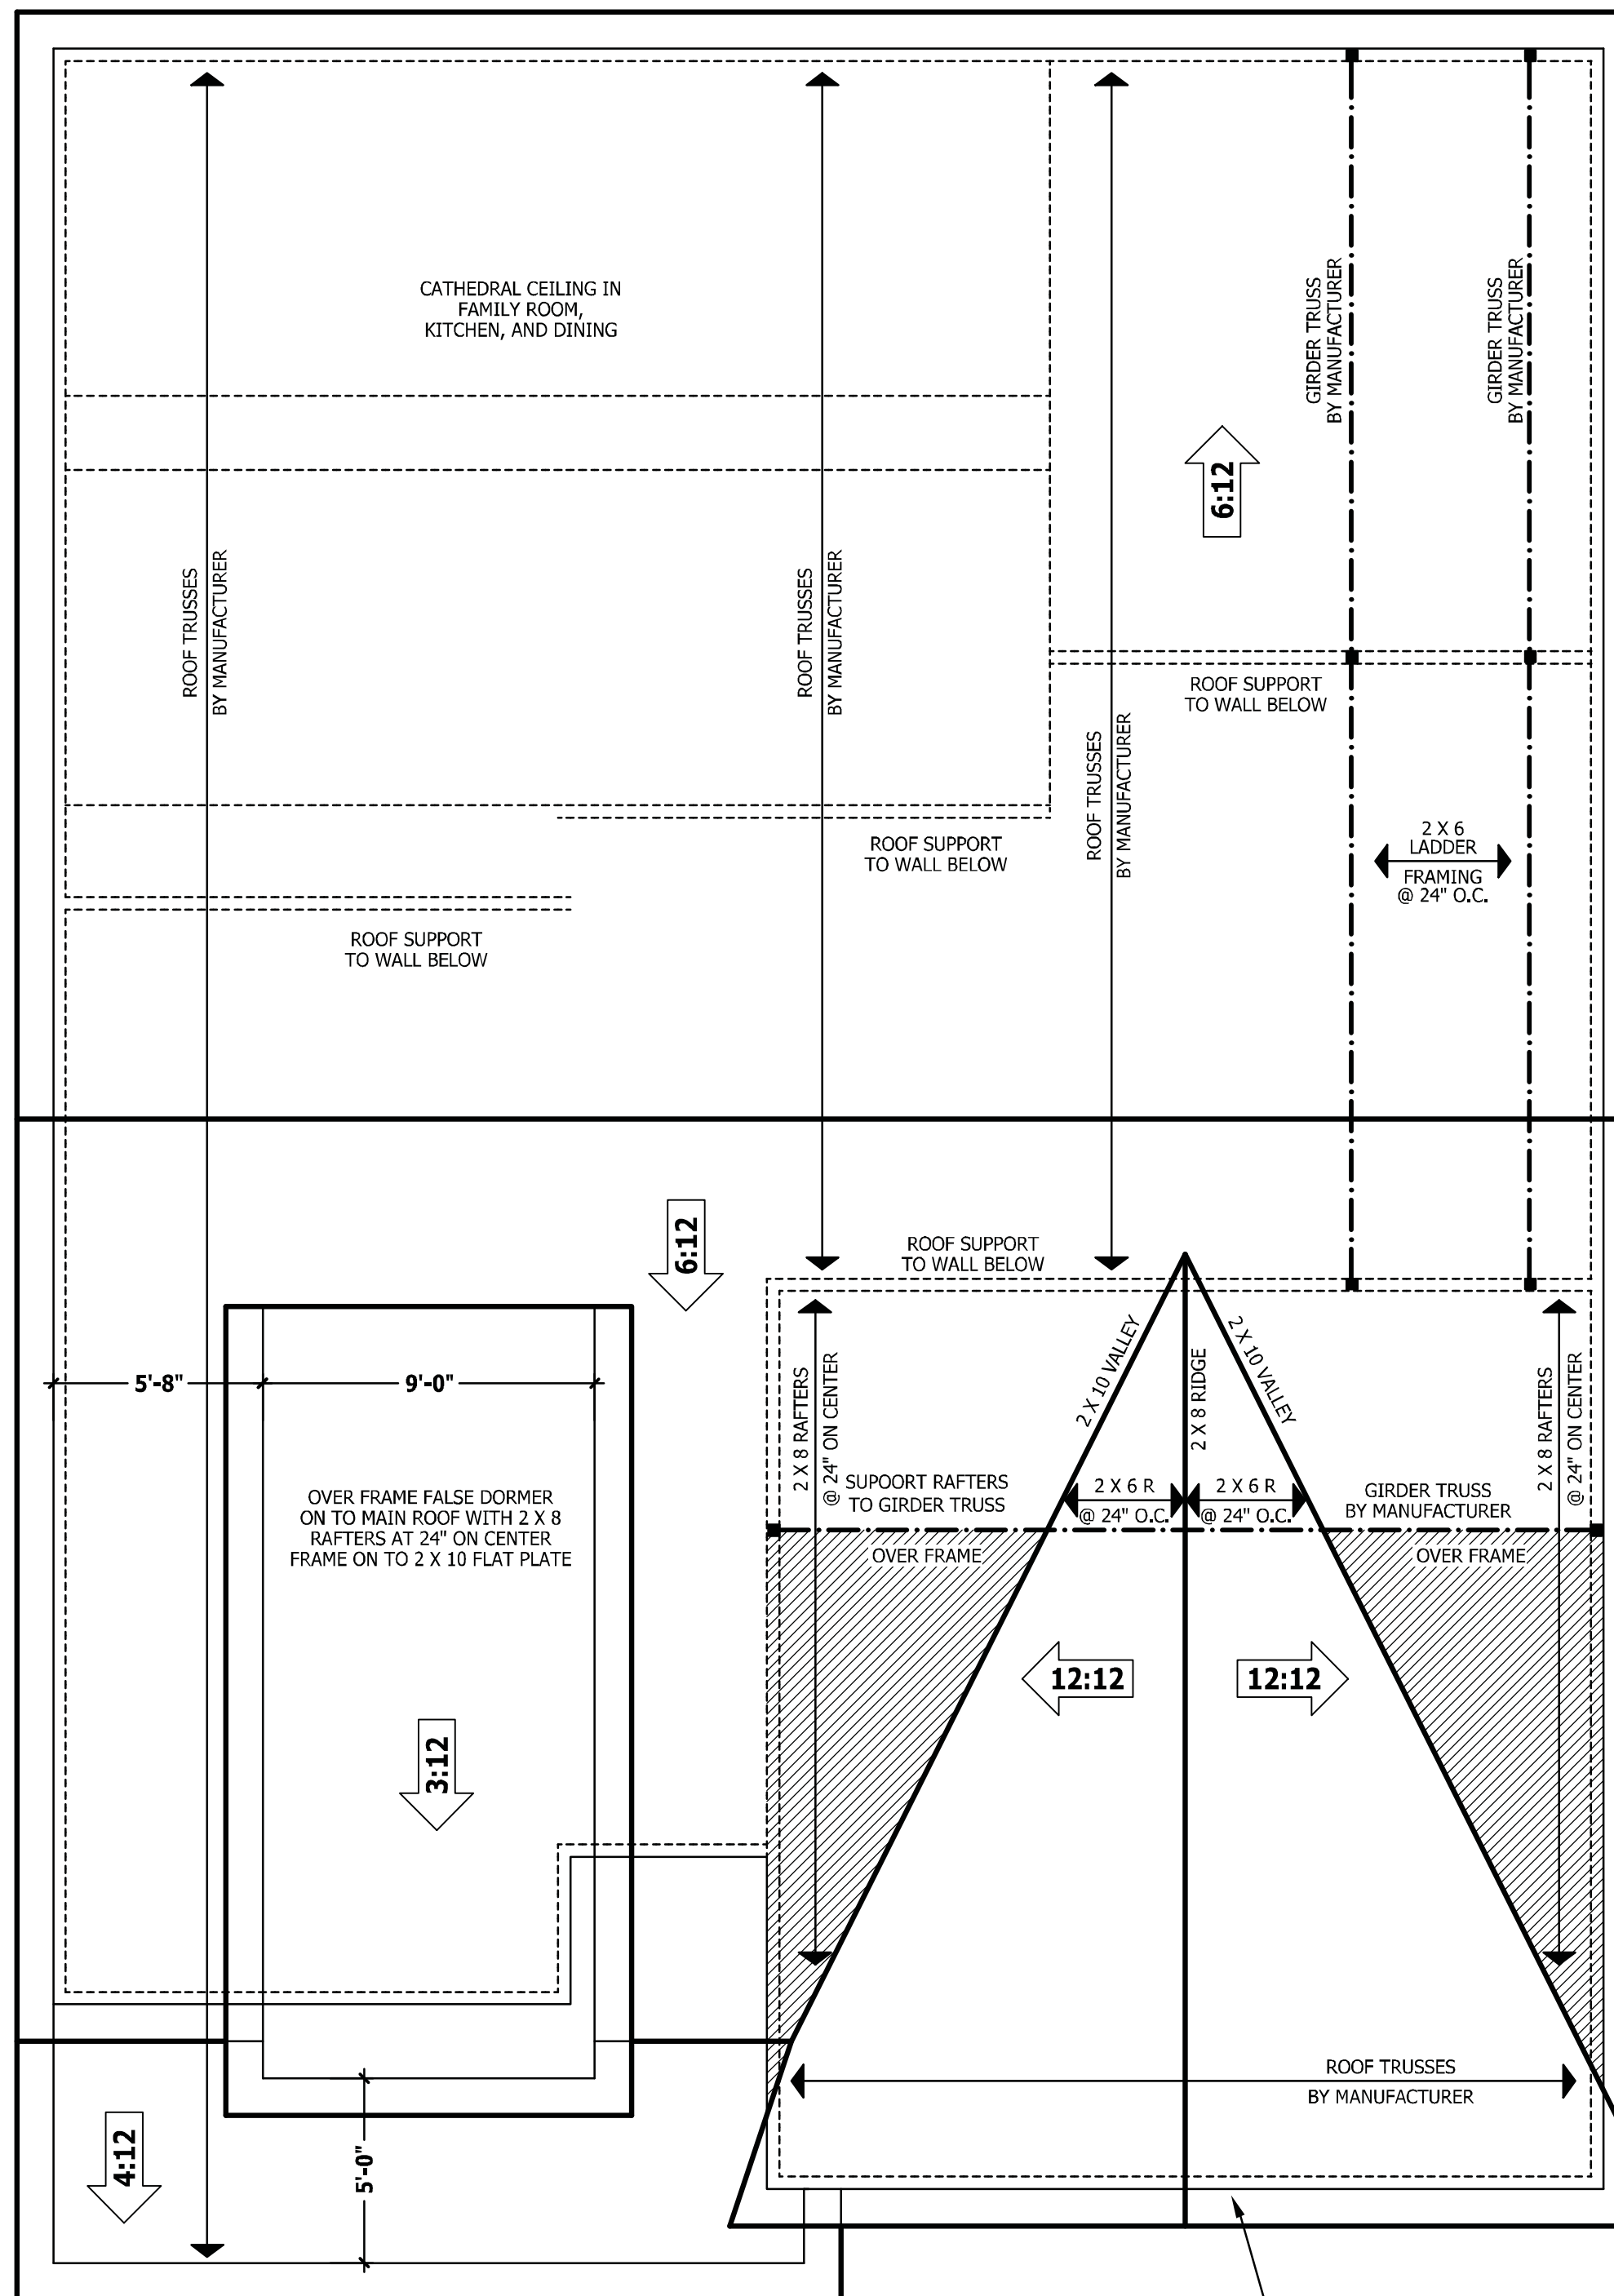 CATHEDRAL CEILING IN
FAMILY ROOM,
KITCHEN, AND DINING
GIRDER TRUSS
BY MANUFACTURER
GIRDER TRUSS
BY MANUFACTURER
6:12
ROOF TRUSSES
BY MANUFACTURER
ROOF TRUSSES
BY MANUFACTURER
ROOF SUPPORT
TO WALL BELOW
ROOF TRUSSES
BY MANUFACTURER
2 X 6
LADDER
FRAMING
@ 24" O.C.
ROOF SUPPORT
TO WALL BELOW
ROOF SUPPORT
TO WALL BELOW
6:12
ROOF SUPPORT
TO WALL BELOW
5'-8"
9'-0"
2 X 8 RAFTERS
@ 24" ON CENTER
2 X 10 VALLEY
2 X 8 RIDGE
2 X 10 VALLEY
2 X 8 RAFTERS
@ 24" ON CENTER
SUPOORT RAFTERS
TO GIRDER TRUSS
2 X 6 R
@ 24" O.C.
2 X 6 R
@ 24" O.C.
GIRDER TRUSS
BY MANUFACTURER
OVER FRAME FALSE DORMER
ON TO MAIN ROOF WITH 2 X 8
RAFTERS AT 24" ON CENTER
FRAME ON TO 2 X 10 FLAT PLATE
OVER FRAME
OVER FRAME
12:12
12:12
3:12
ROOF TRUSSES
BY MANUFACTURER
4:12
5'-0"